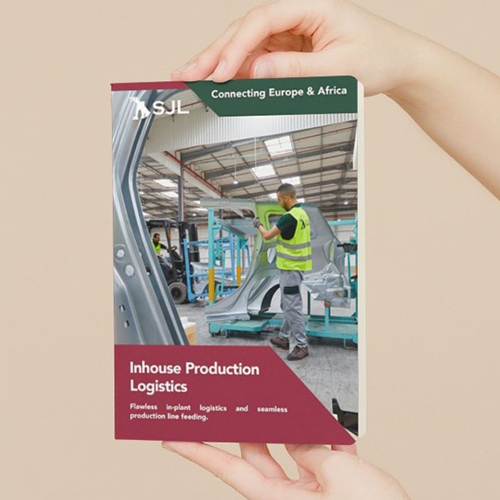 Connecting Europe & Africa
SJL
Inhouse Production
Logistics
Flawless in-plant logistics and seamless
production line feeding.